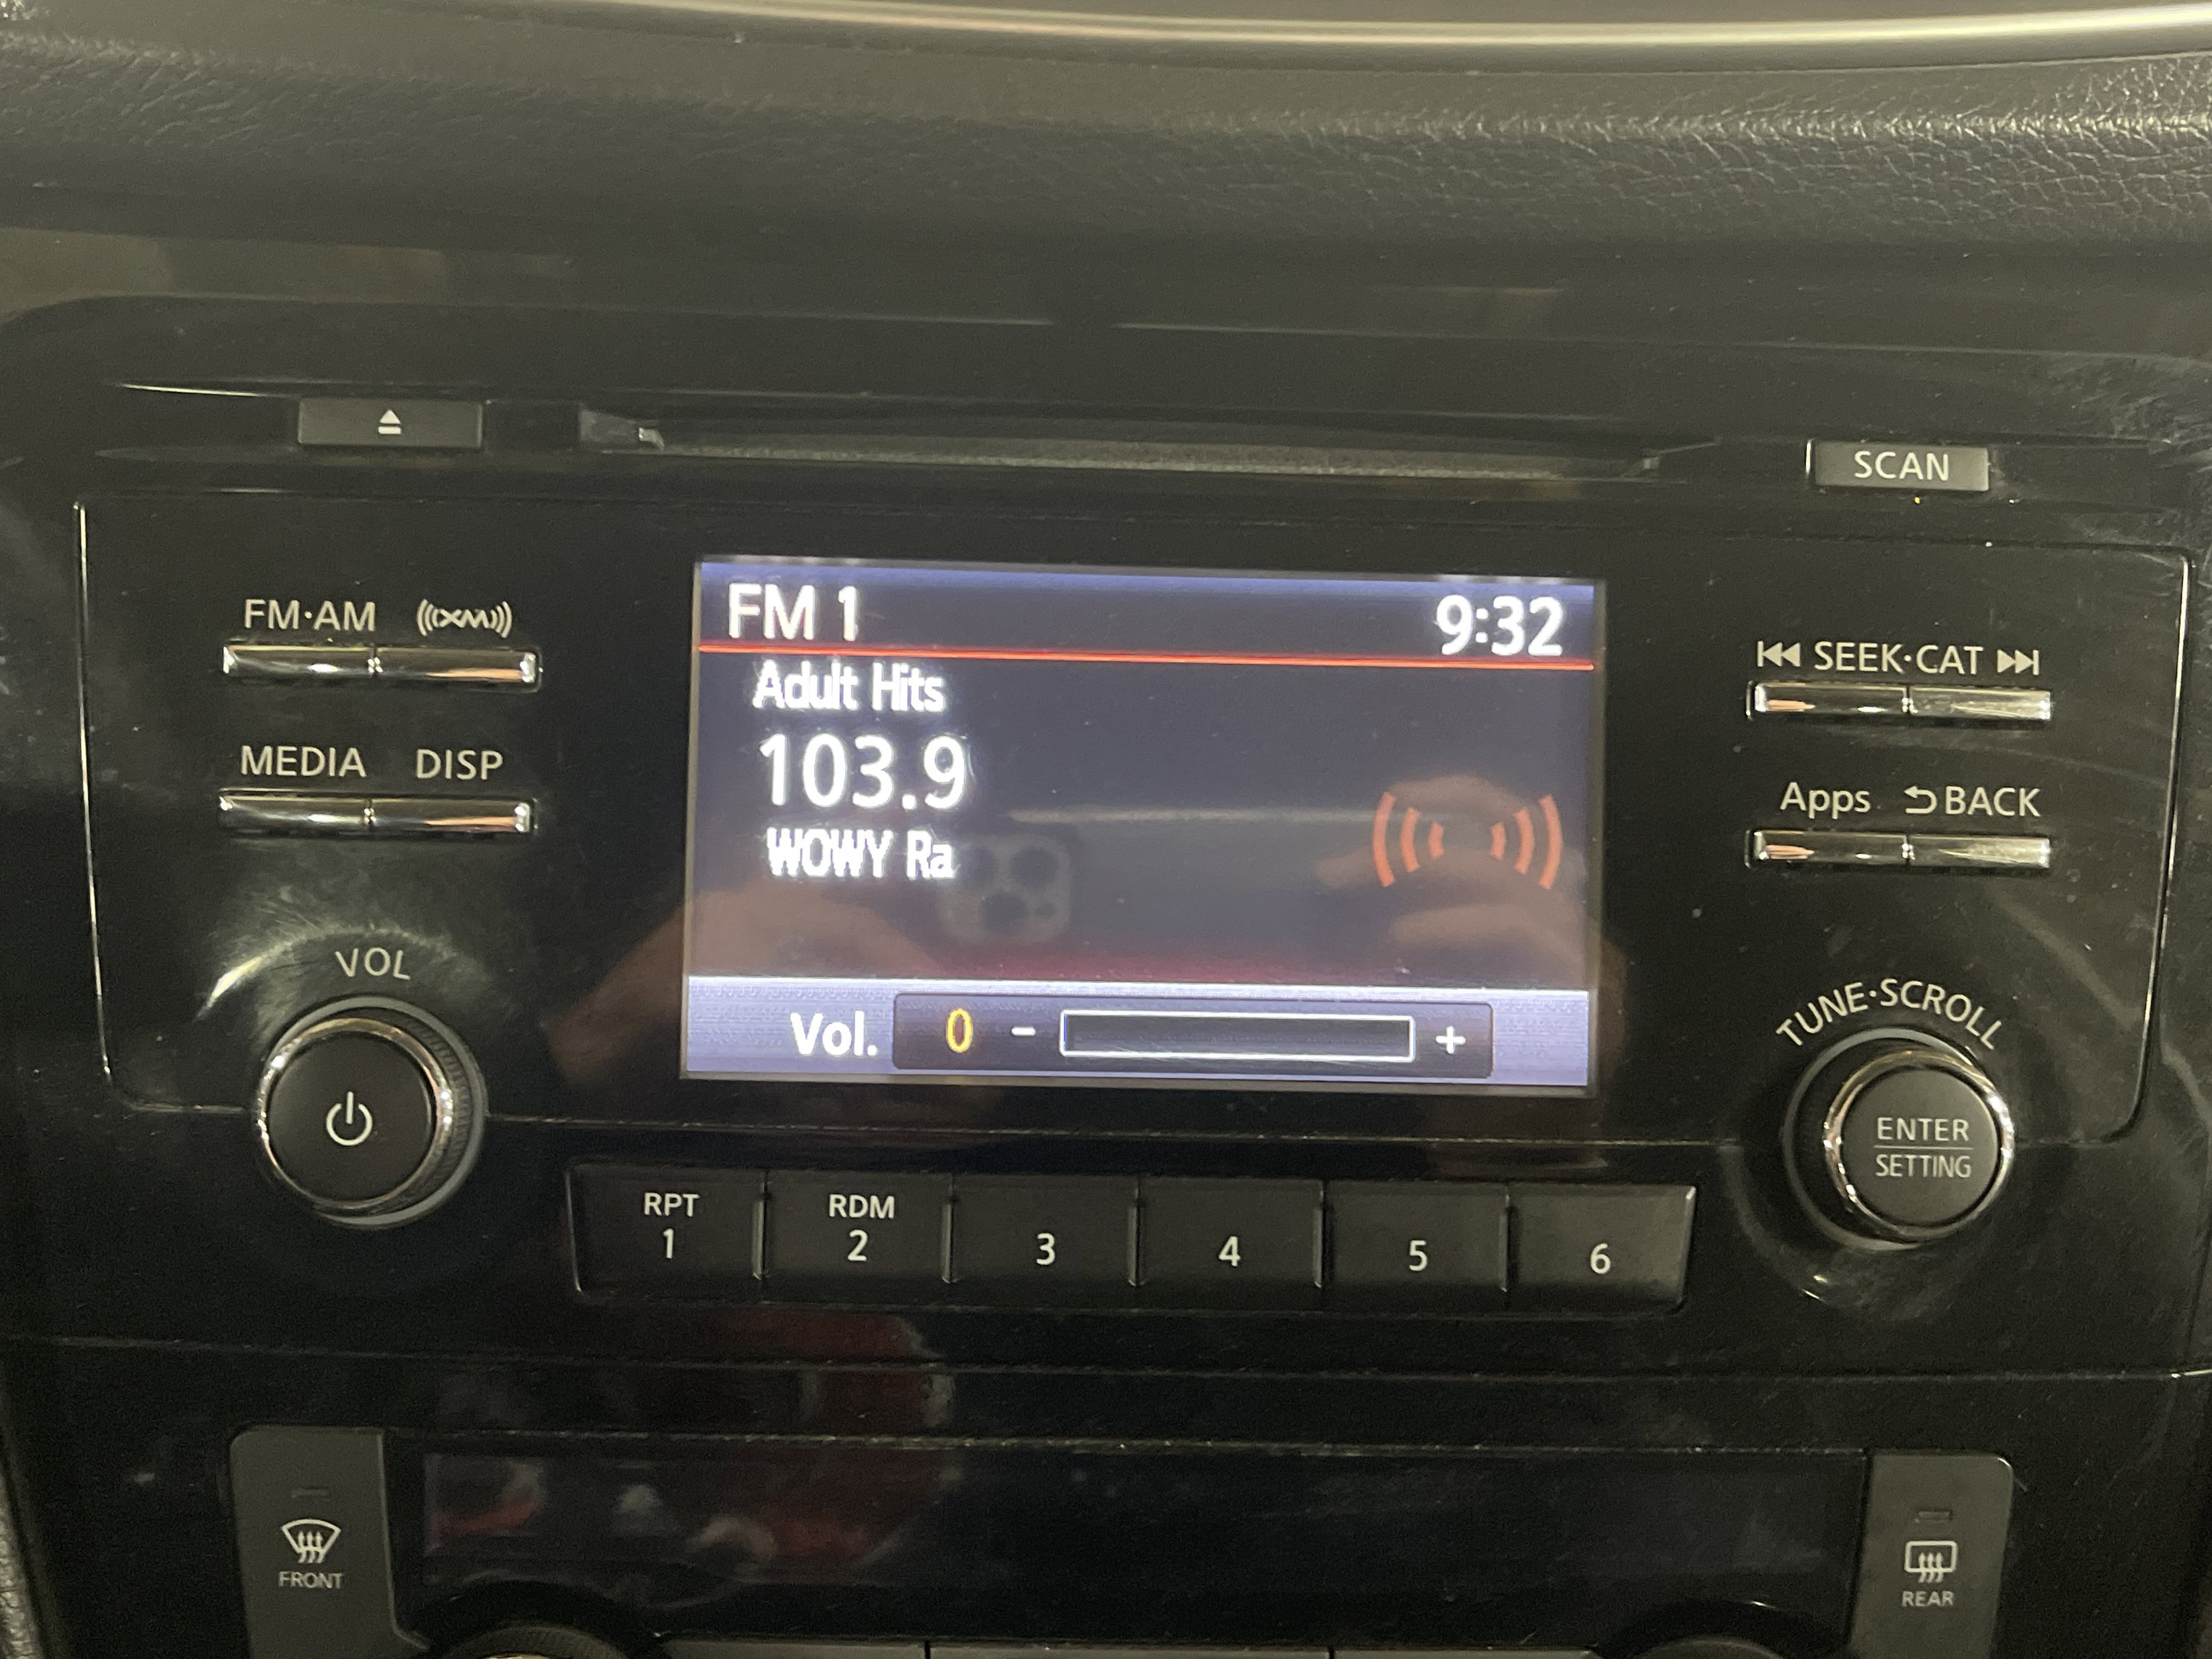 SCAN
FM·AM XM
FM 1 9:32
SEEK·CAT
Adult Hits
103.9
MEDIA DISP
Apps BACK
WOWY Ra
VOL
TUNE·SCROLL
Vol. 0 - +
ENTER
SETTING
RPT
1
RDM
2
3
4
5
6
FRONT
REAR